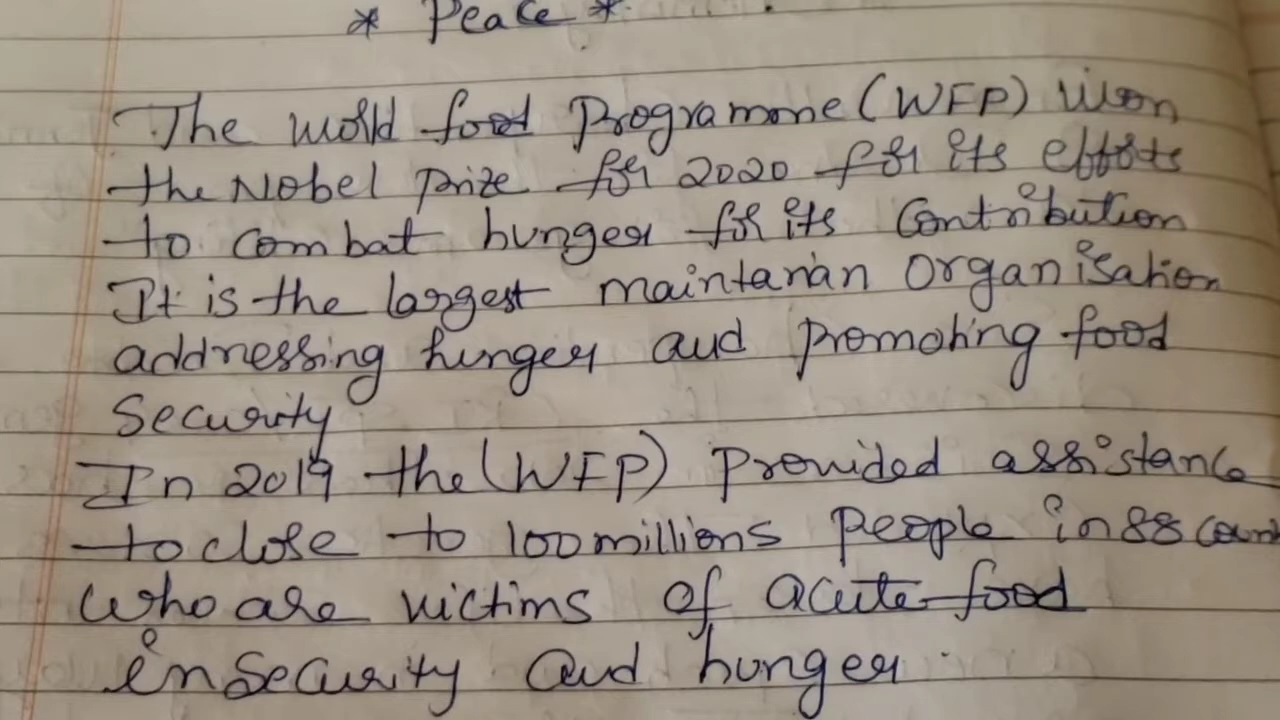 * Peace *
The world food Programme (WFP) won
the Nobel prize for 2020 for its efforts
to combat hunger for its Contribution
It is the largest maintarian organisation
addressing hunger and promoting food
Security
In 2019 the (WFP) provided assistance
to close to 100 millions people in 88 Count
who are victims of acute food
insecurity and hunger.